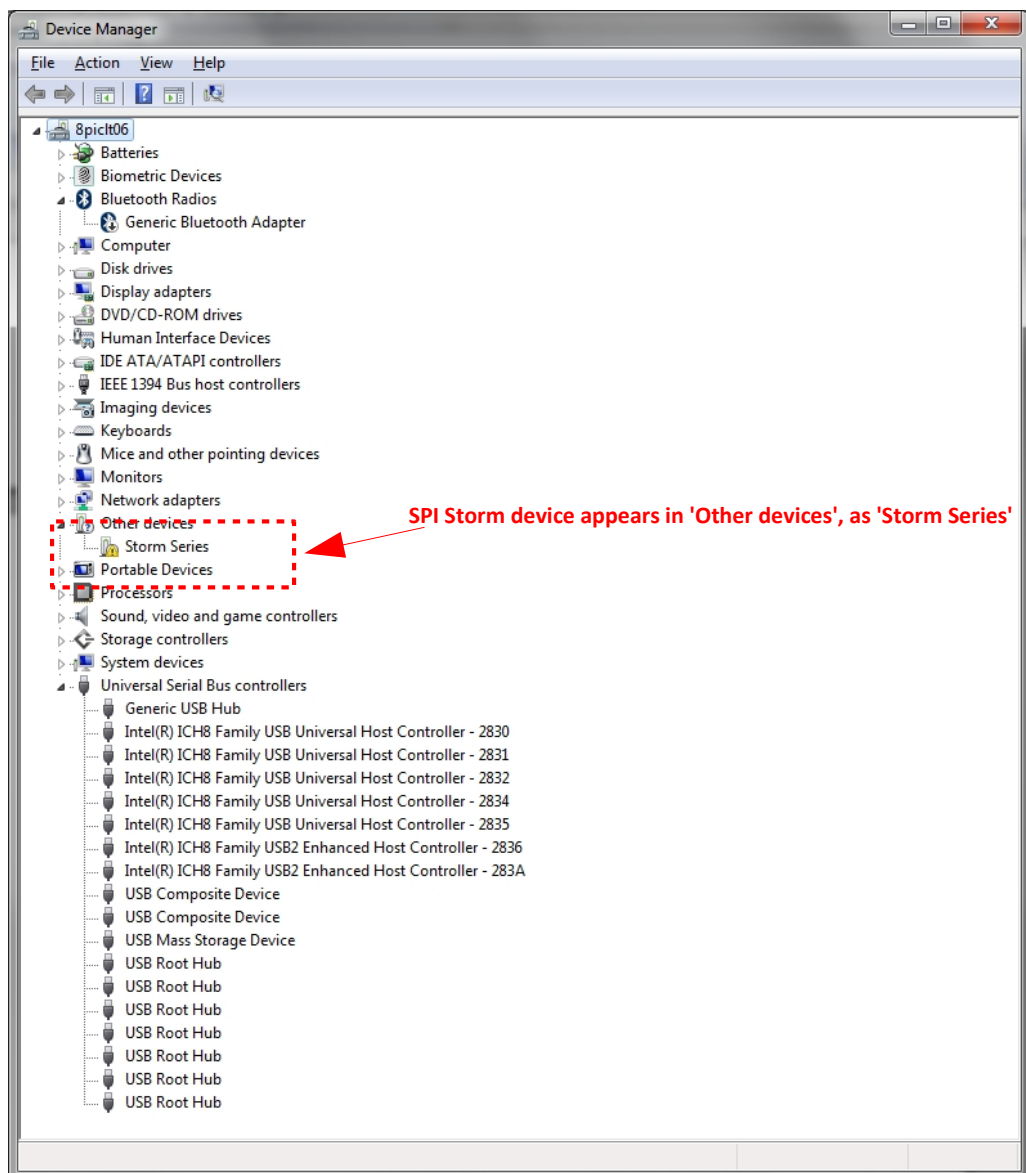 Device Manager
File Action View Help
8piclt06
Batteries
Biometric Devices
Bluetooth Radios
Generic Bluetooth Adapter
Computer
Disk drives
Display adapters
DVD/CD-ROM drives
Human Interface Devices
IDE ATA/ATAPI controllers
IEEE 1394 Bus host controllers
Imaging devices
Keyboards
Mice and other pointing devices
Monitors
Network adapters
Other devices
SPI Storm device appears in 'Other devices', as 'Storm Series'
Storm Series
Portable Devices
Processors
Sound, video and game controllers
Storage controllers
System devices
Universal Serial Bus controllers
Generic USB Hub
Intel(R) ICH8 Family USB Universal Host Controller - 2830
Intel(R) ICH8 Family USB Universal Host Controller - 2831
Intel(R) ICH8 Family USB Universal Host Controller - 2832
Intel(R) ICH8 Family USB Universal Host Controller - 2834
Intel(R) ICH8 Family USB Universal Host Controller - 2835
Intel(R) ICH8 Family USB2 Enhanced Host Controller - 2836
Intel(R) ICH8 Family USB2 Enhanced Host Controller - 283A
USB Composite Device
USB Composite Device
USB Mass Storage Device
USB Root Hub
USB Root Hub
USB Root Hub
USB Root Hub
USB Root Hub
USB Root Hub
USB Root Hub